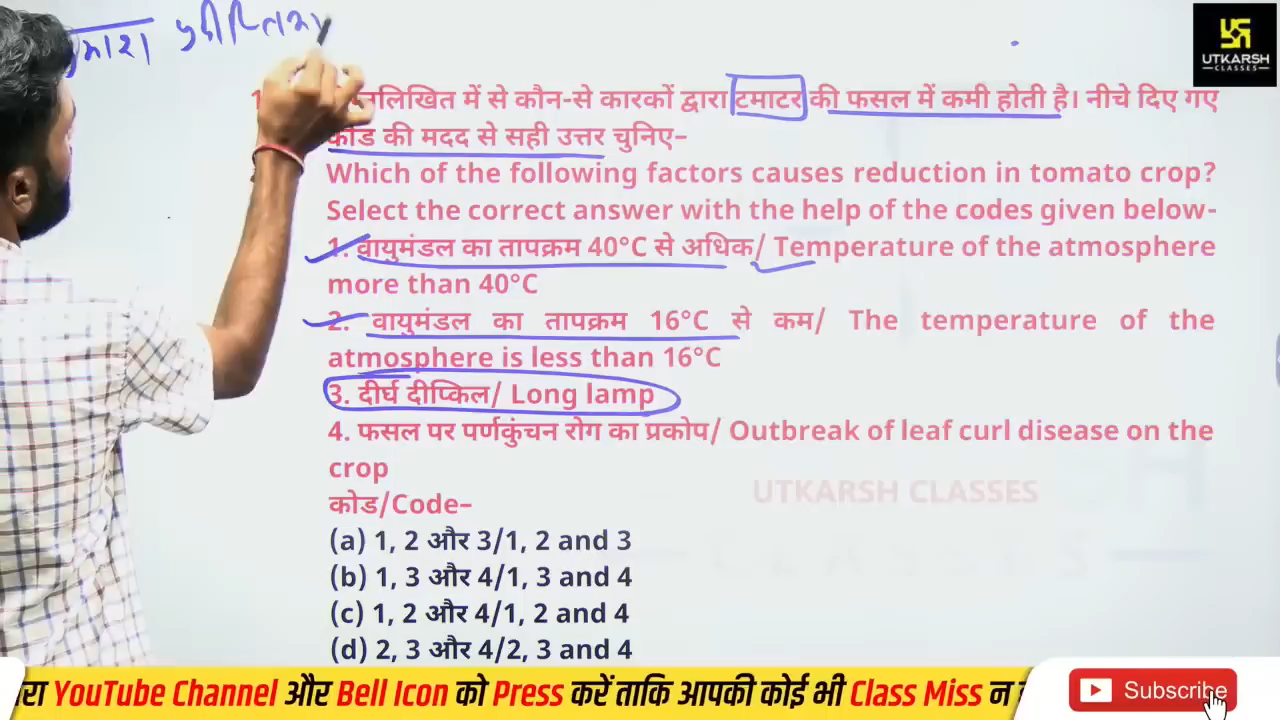 UTKARSH
CLASSES
में से कौन-से कारकों द्वारा टमाटर की फसल में कमी होती है। नीचे दिए गए
कोड की मदद से सही उत्तर चुनिए–
Which of the following factors causes reduction in tomato crop?
Select the correct answer with the help of the codes given below-
1. वायुमंडल का तापक्रम 40°C से अधिक/ Temperature of the atmosphere
more than 40°C
2. वायुमंडल का तापक्रम 16°C से कम/ The temperature of the
atmosphere is less than 16°C
3. दीर्घ दीप्किल/ Long lamp
4. फसल पर पर्णकुंचन रोग का प्रकोप/ Outbreak of leaf curl disease on the
crop
UTKARSH CLASSES
कोड/Code–
(a) 1, 2 और 3/1, 2 and 3
(b) 1, 3 और 4/1, 3 and 4
(c) 1, 2 और 4/1, 2 and 4
(d) 2, 3 और 4/2, 3 and 4
YouTube Channel और Bell Icon को Press करें ताकि आपकी कोई भी Class Miss न
Subscribe